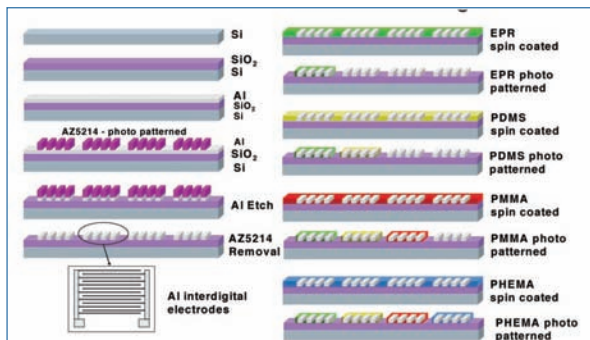 Si
SiO2
Si
Al
SiO2
Si
AZ5214 - photo patterned
Al
SiO2
Si
Al Etch
AZ5214
Removal
Al interdigital
electrodes
EPR
spin coated
EPR photo
patterned
PDMS
spin coated
PDMS photo
patterned
PMMA
spin coated
PMMA photo
patterned
PHEMA
spin coated
PHEMA photo
patterned